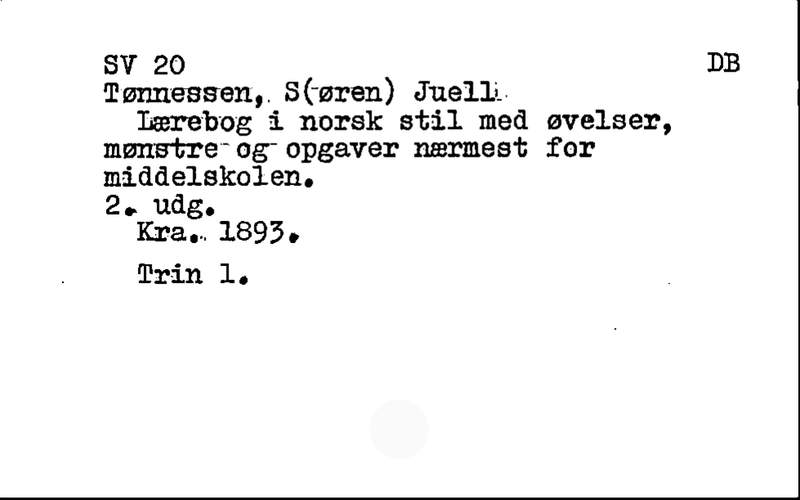 SV 20 DB
Tønnessen, S(øren) Juell.
Lærebog i norsk stil med øvelser,
mønstre og opgaver nærmest for
middelskolen.
2. udg.
Kra. 1893.
Trin 1.